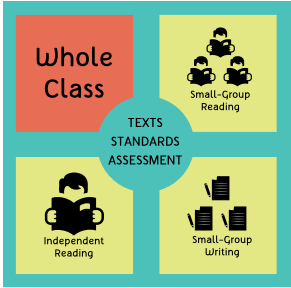 Whole
Class
Small-Group
Reading
TEXTS
STANDARDS
ASSESSMENT
Independent
Reading
Small-Group
Writing